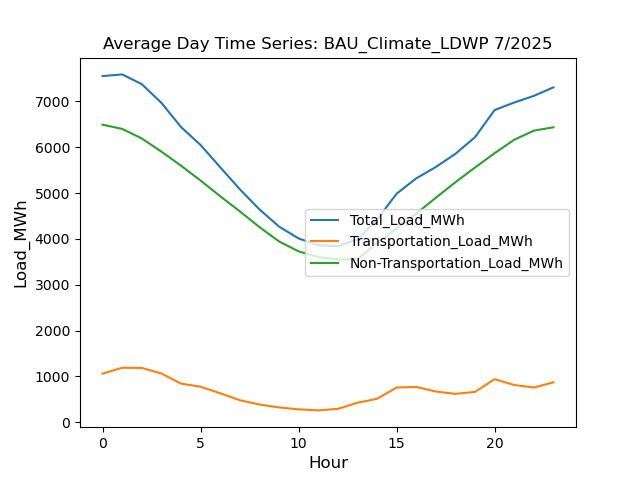 Average Day Time Series: BAU_Climate_LDWP 7/2025
Load_MWh
7000
6000
5000
4000
3000
2000
1000
0
Total_Load_MWh
Transportation_Load_MWh
Non-Transportation_Load_MWh
0 5 10 15 20
Hour